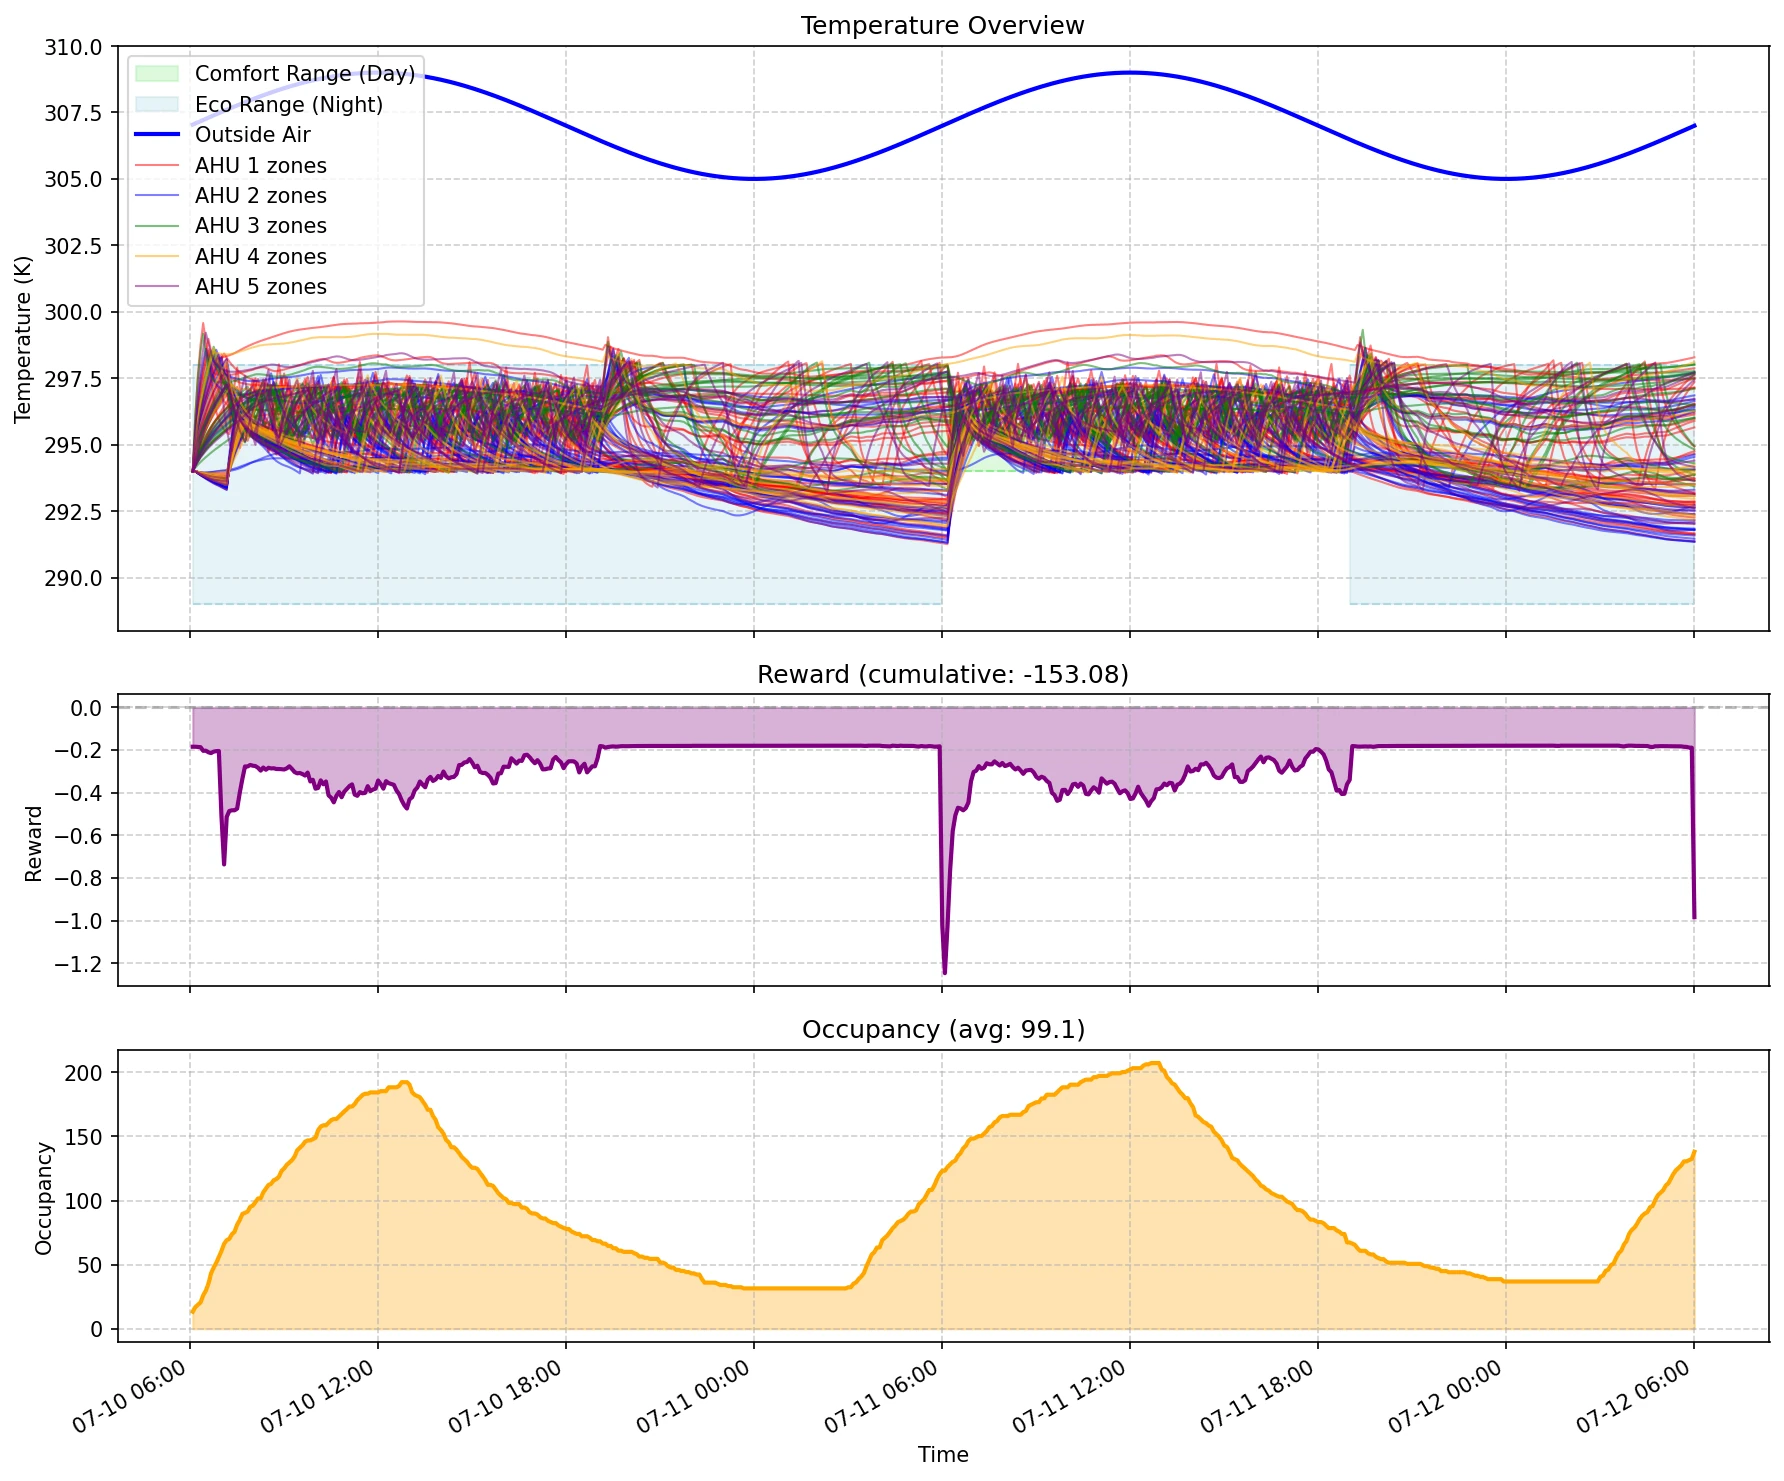 Temperature Overview
310.0
307.5
305.0
302.5
300.0
297.5
295.0
292.5
290.0
Temperature (K)
Comfort Range (Day)
Eco Range (Night)
Outside Air
AHU 1 zones
AHU 2 zones
AHU 3 zones
AHU 4 zones
AHU 5 zones
Reward (cumulative: -153.08)
0.0
−0.2
−0.4
−0.6
−0.8
−1.0
−1.2
Reward
Occupancy (avg: 99.1)
200
150
100
50
0
Occupancy
07-10 06:00
07-10 12:00
07-10 18:00
07-11 00:00
07-11 06:00
07-11 12:00
07-11 18:00
07-12 00:00
07-12 06:00
Time